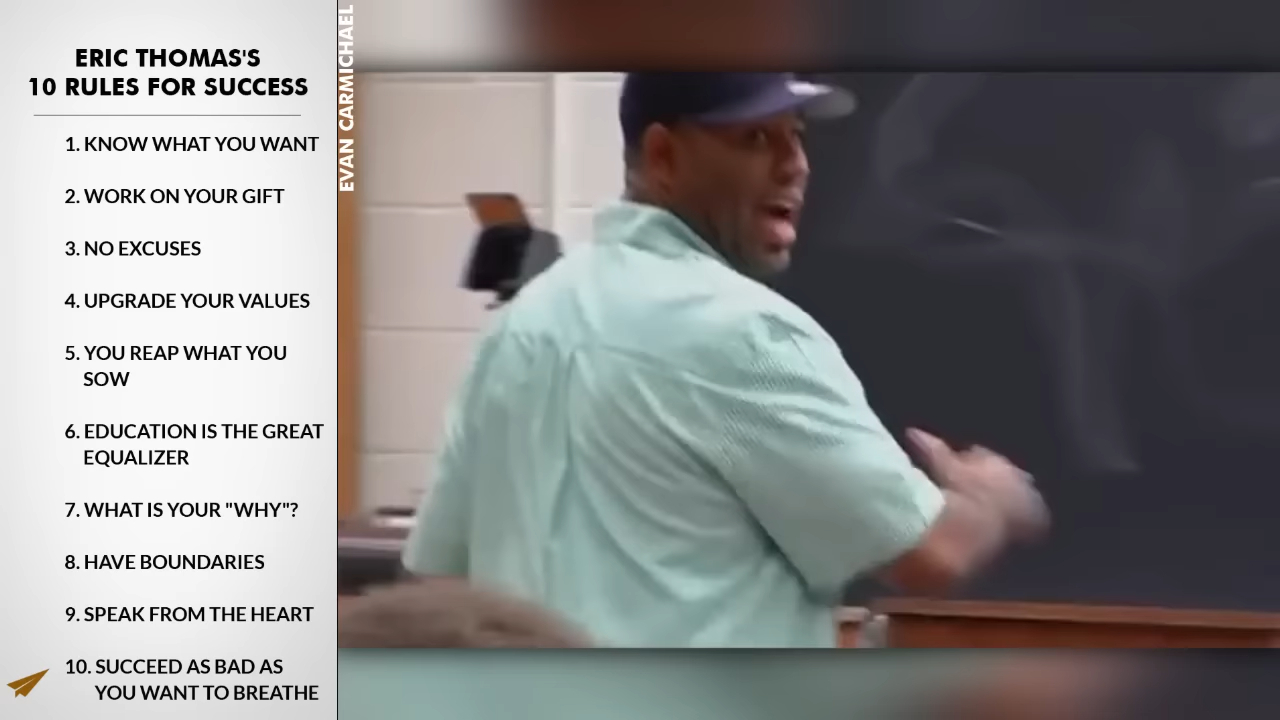 ERIC THOMAS'S
10 RULES FOR SUCCESS
1. KNOW WHAT YOU WANT
2. WORK ON YOUR GIFT
3. NO EXCUSES
4. UPGRADE YOUR VALUES
5. YOU REAP WHAT YOU
SOW
6. EDUCATION IS THE GREAT
EQUALIZER
7. WHAT IS YOUR "WHY"?
8. HAVE BOUNDARIES
9. SPEAK FROM THE HEART
10. SUCCEED AS BAD AS
YOU WANT TO BREATHE
EVAN CARMICHAEL